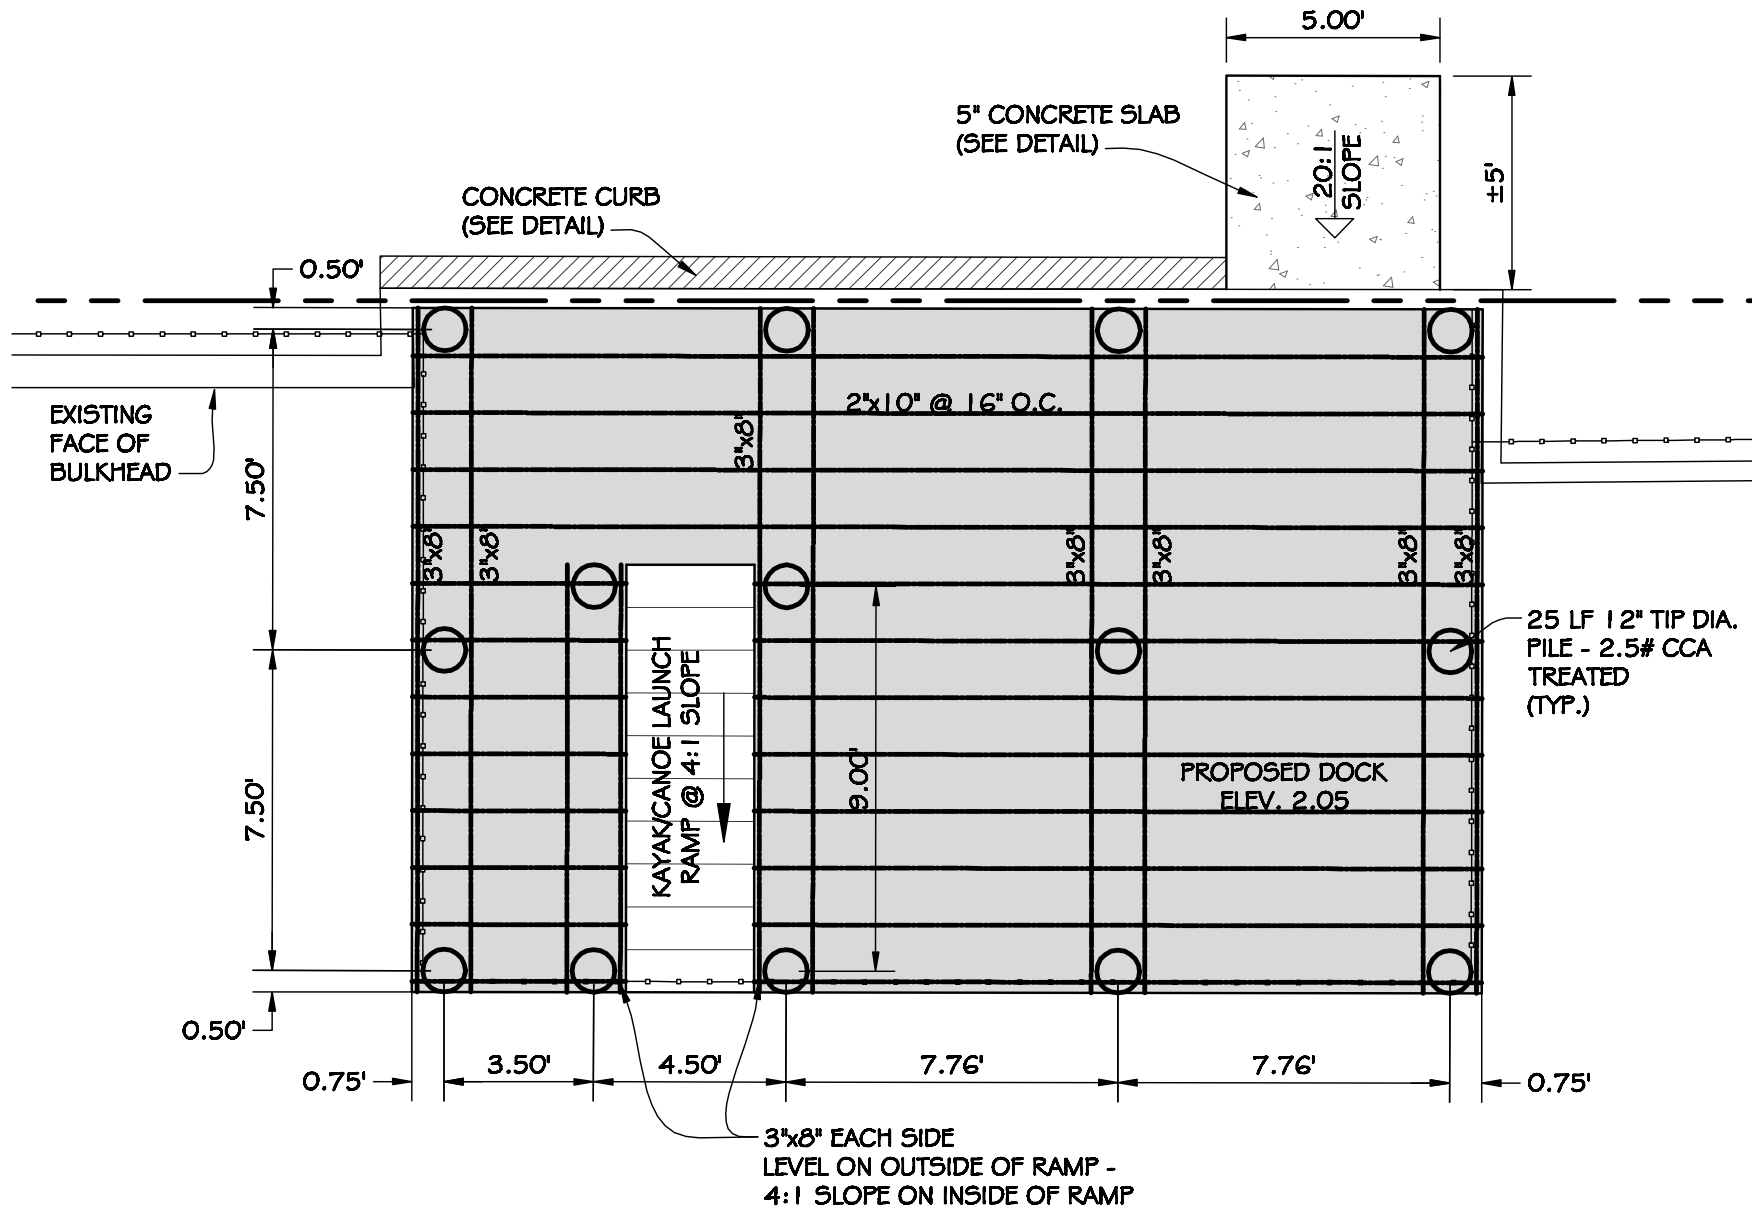 5.00'
5" CONCRETE SLAB
(SEE DETAIL)
20:1
SLOPE
±5'
CONCRETE CURB
(SEE DETAIL)
0.50'
EXISTING
FACE OF
BULKHEAD
7.50'
2"x10" @ 16" O.C.
3"x8"
3"x8"
3"x8"
3"x8"
3"x8"
3"x8"
3"x8"
25 LF 12" TIP DIA.
PILE - 2.5# CCA
TREATED
(TYP.)
KAYAK/CANOE LAUNCH
RAMP @ 4:1 SLOPE
9.00'
PROPOSED DOCK
ELEV. 2.05
7.50'
0.50'
0.75'
3.50'
4.50'
7.76'
7.76'
0.75'
3"x8" EACH SIDE
LEVEL ON OUTSIDE OF RAMP -
4:1 SLOPE ON INSIDE OF RAMP